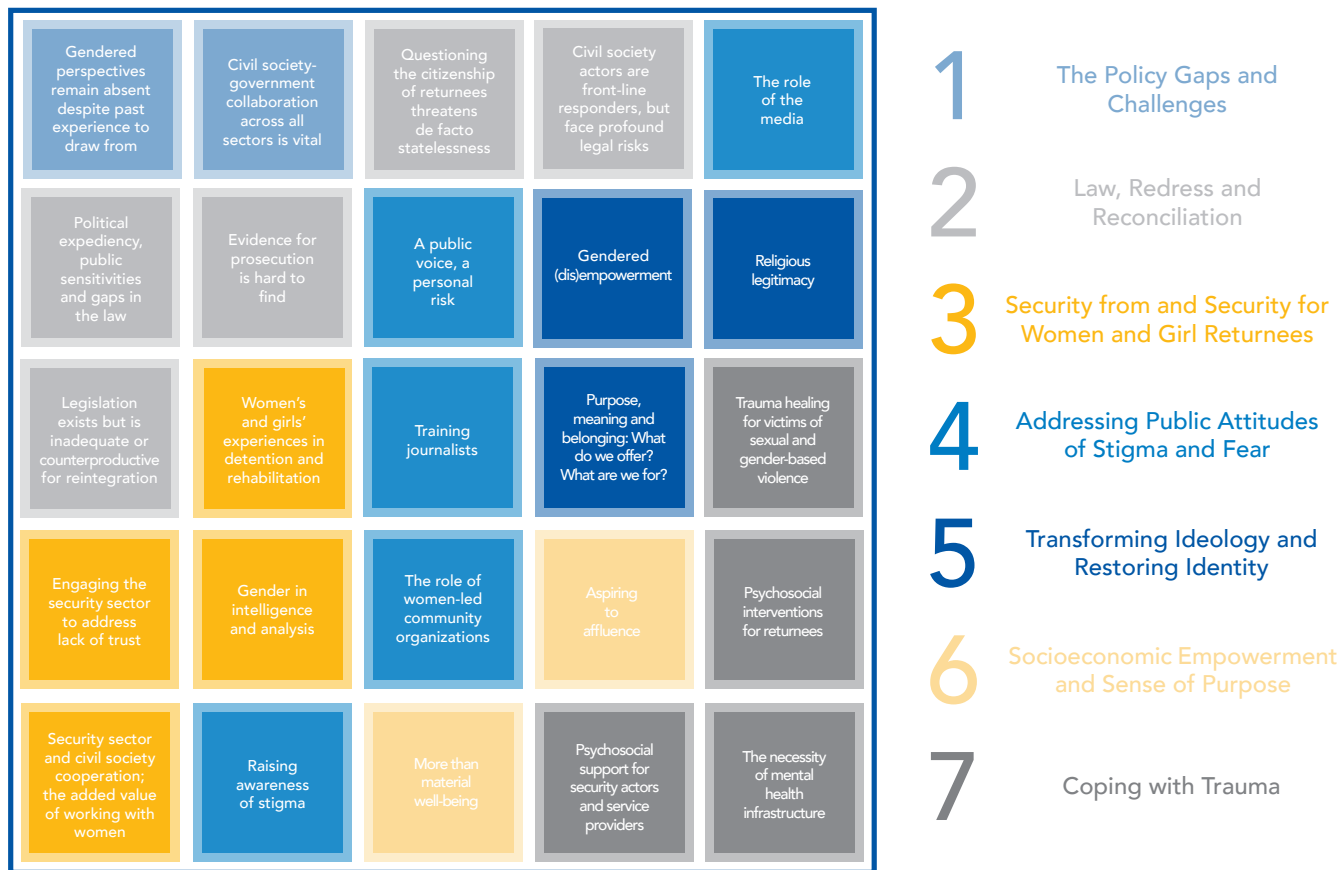 Gendered
perspectives
remain absent
despite past
experience to
draw from
Civil society-
government
collaboration
across all
sectors is vital
Questioning
the citizenship
of returnees
threatens
de facto
statelessness
Civil society
actors are
front-line
responders, but
face profound
legal risks
The role
of the
media
Political
expediency,
public
sensitivities
and gaps in
the law
Evidence for
prosecution
is hard to
find
A public
voice, a
personal
risk
Gendered
(dis)empowerment
Religious
legitimacy
Legislation
exists but is
inadequate or
counterproductive
for reintegration
Women's
and girls'
experiences in
detention and
rehabilitation
Training
journalists
Purpose,
meaning and
belonging: What
do we offer?
What are we for?
Trauma healing
for victims of
sexual and
gender-based
violence
Engaging the
security sector
to address
lack of trust
Gender in
intelligence
and analysis
The role of
women-led
community
organizations
Aspiring
to
affluence
Psychosocial
interventions
for returnees
Security sector
and civil society
cooperation;
the added value
of working with
women
Raising
awareness
of stigma
More than
material
well-being
Psychosocial
support for
security actors
and service
providers
The necessity
of mental
health
infrastructure
1
The Policy Gaps and
Challenges
2
Law, Redress and
Reconciliation
3
Security from and Security for
Women and Girl Returnees
4
Addressing Public Attitudes
of Stigma and Fear
5
Transforming Ideology and
Restoring Identity
6
Socioeconomic Empowerment
and Sense of Purpose
7
Coping with Trauma